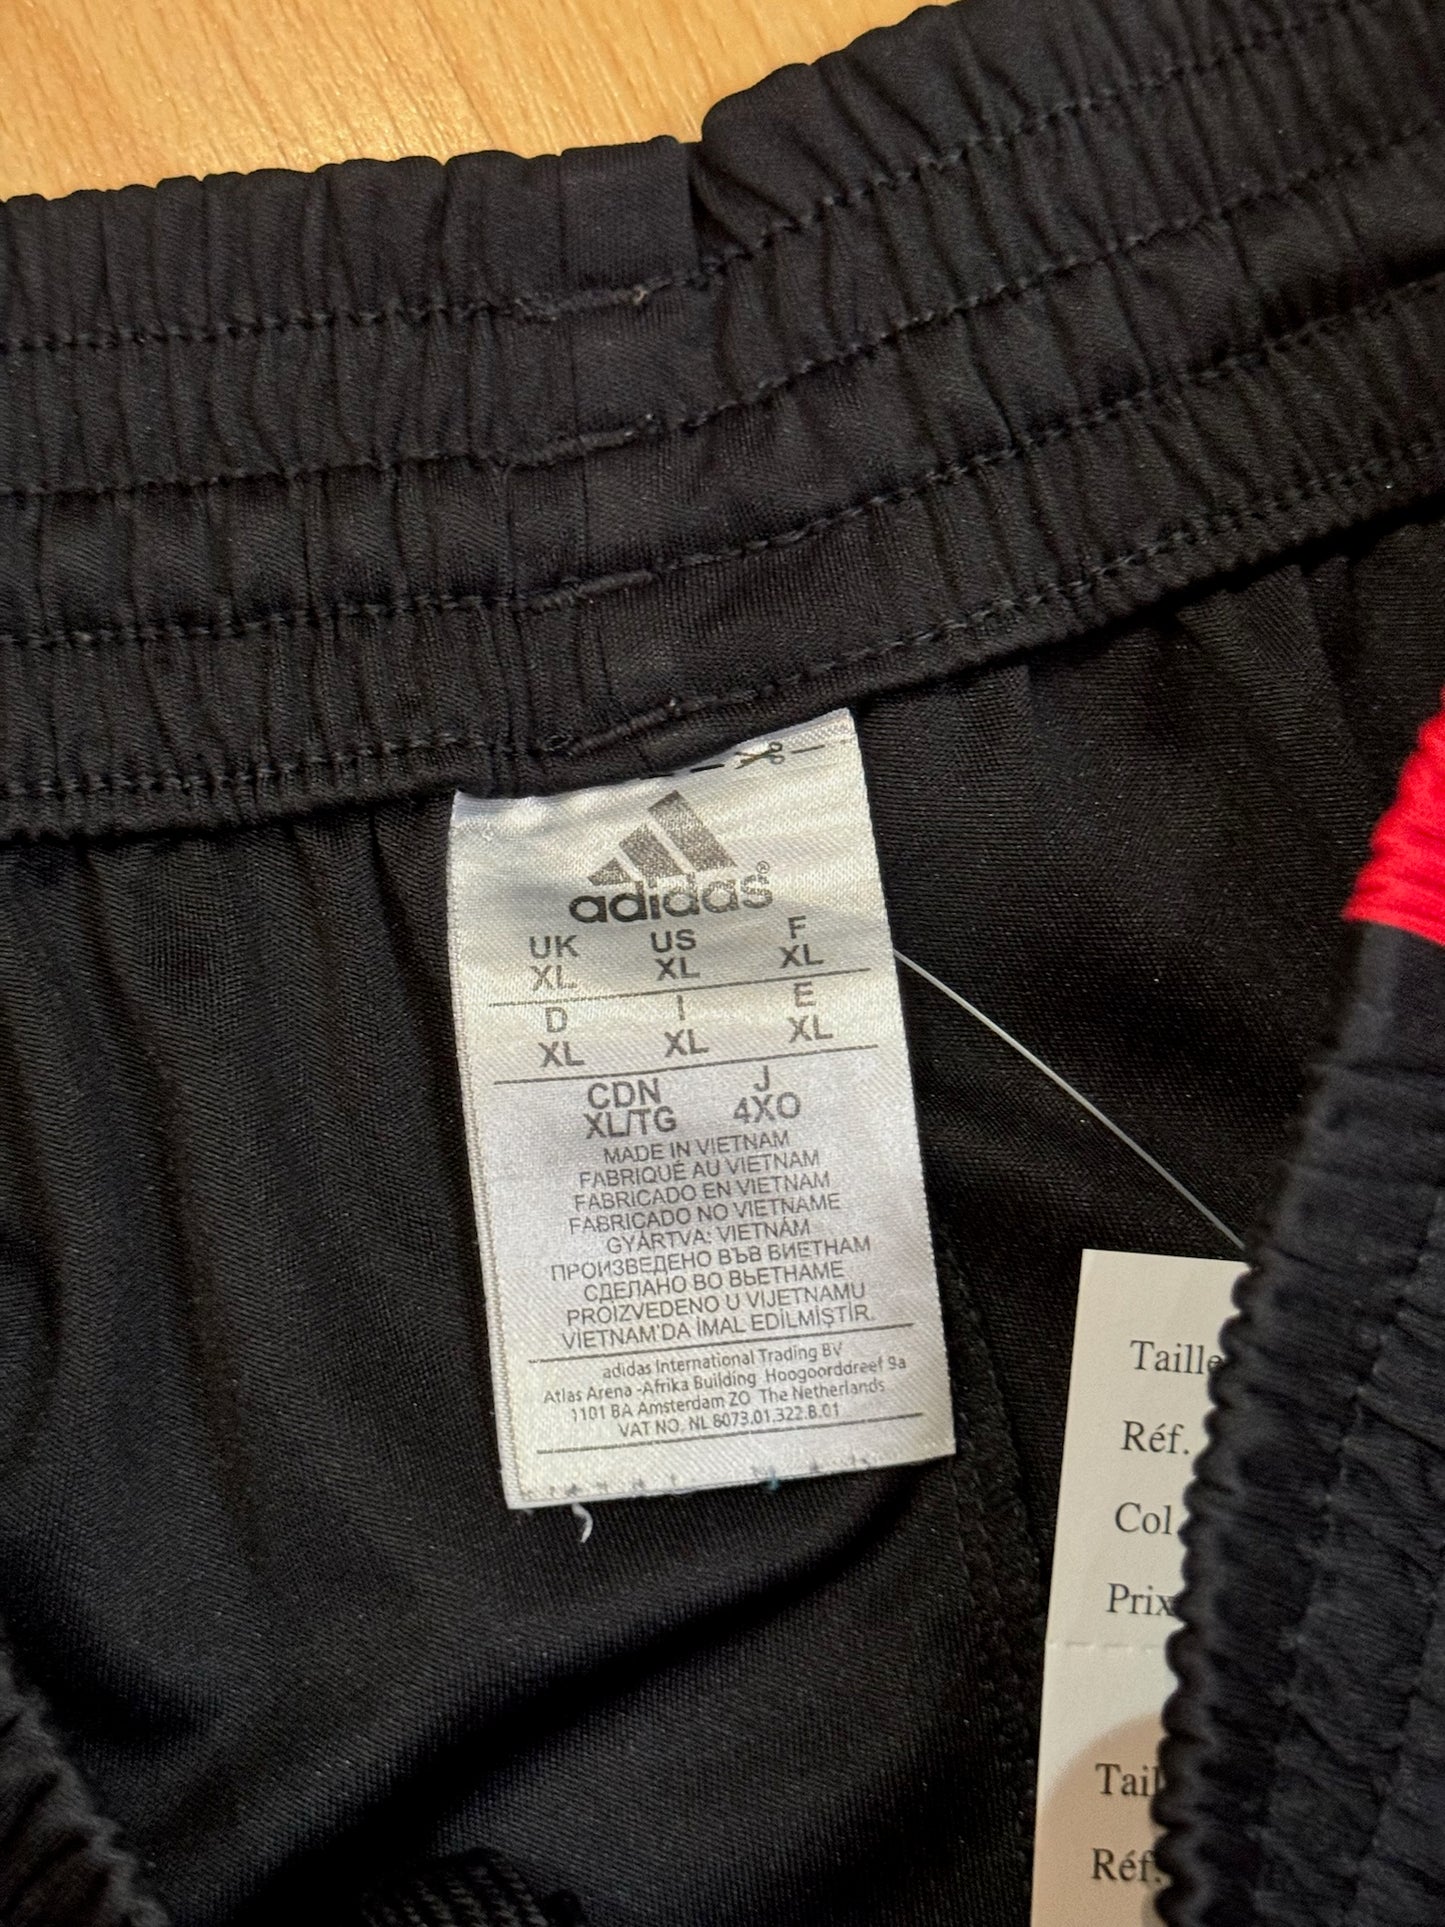 adidas®
UK US F
XL XL XL
D I E
XL XL XL
CDN J
XL/TG 4XO
MADE IN VIETNAM
FABRIQUÉ AU VIETNAM
FABRICADO EN VIETNAM
FABRICADO NO VIETNAME
GYÁRTVA: VIETNÁM
ПРОИЗВЕДЕНО ВЪВ ВИЕТНАМ
СДЕЛАНО ВО ВЬЕТНАМЕ
PROIZVEDENO U VIJETNAMU
VİETNAM'DA İMAL EDİLMİŞTİR.
adidas International Trading BV
Atlas Arena -Afrika Building Hoogoorddreef 9a
1101 BA Amsterdam ZO The Netherlands
VAT NO. NL 8073.01.322.B.01
Taille
Réf.
Col
Prix
Tail
Réf.